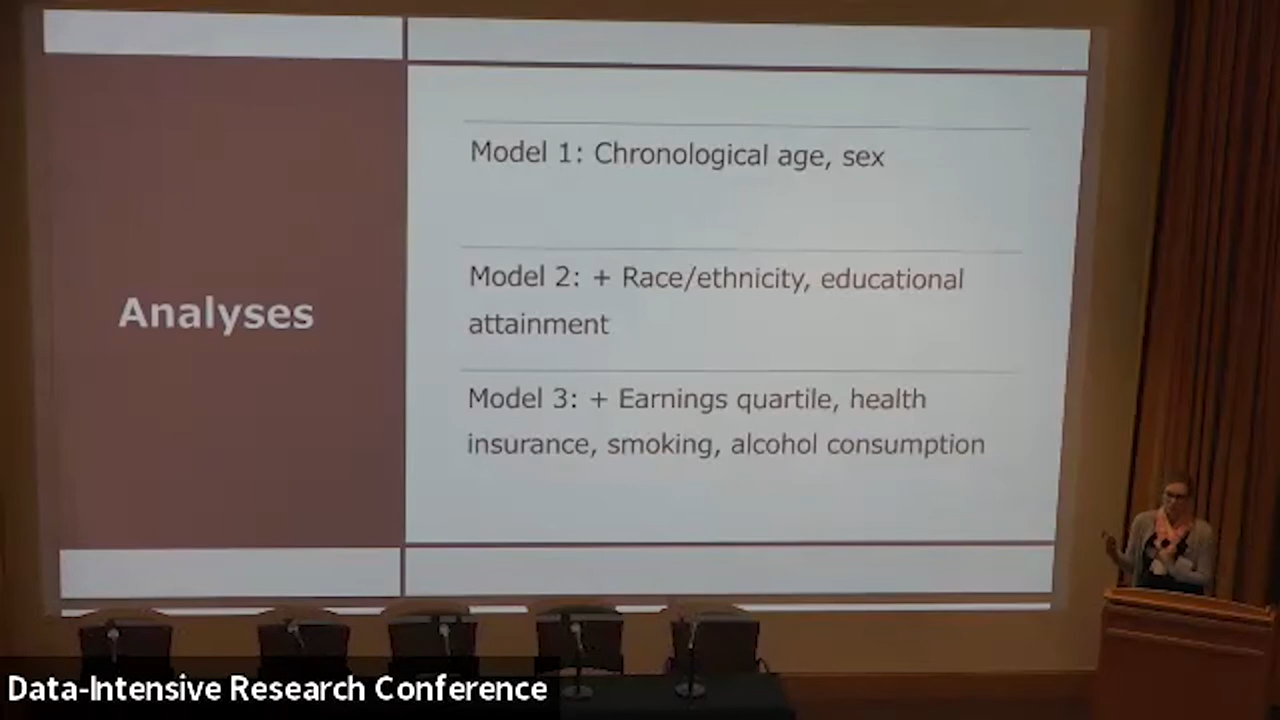 Analyses
Model 1: Chronological age, sex
Model 2: + Race/ethnicity, educational
attainment
Model 3: + Earnings quartile, health
insurance, smoking, alcohol consumption
Data-Intensive Research Conference